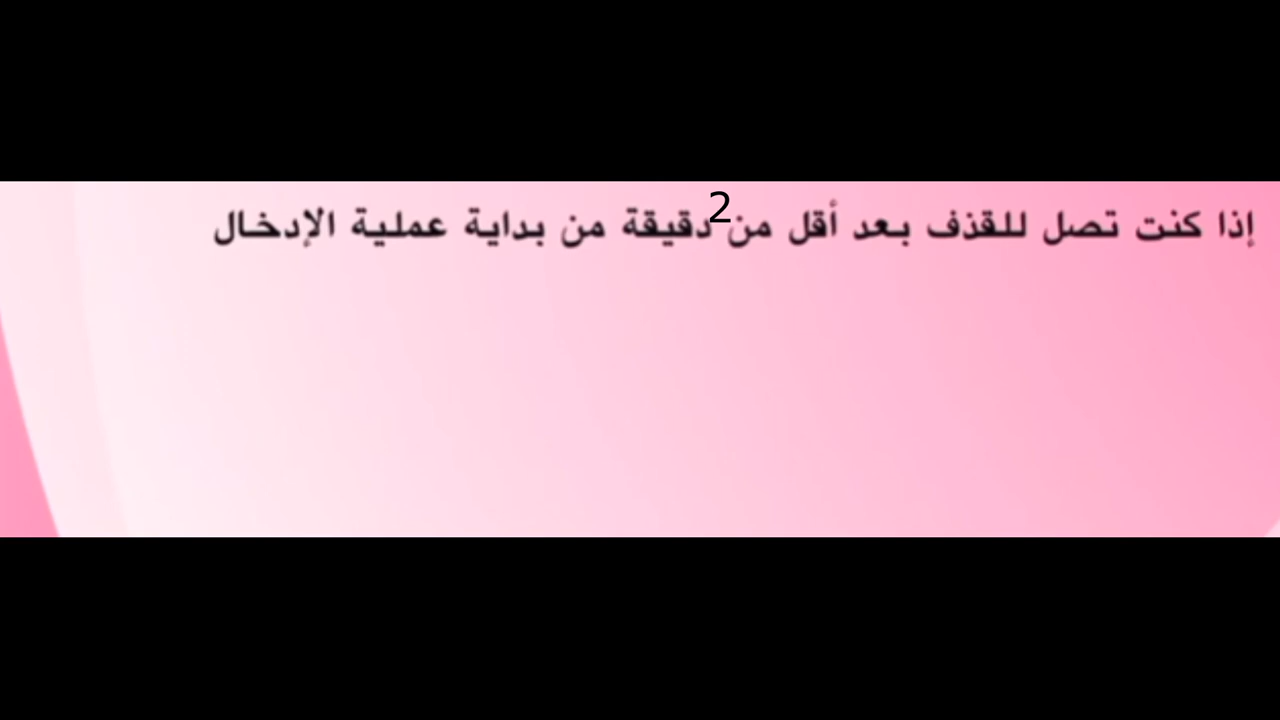 إذا كنت تصل للقذف بعد أقل من 2 دقيقة من بداية عملية الإدخال